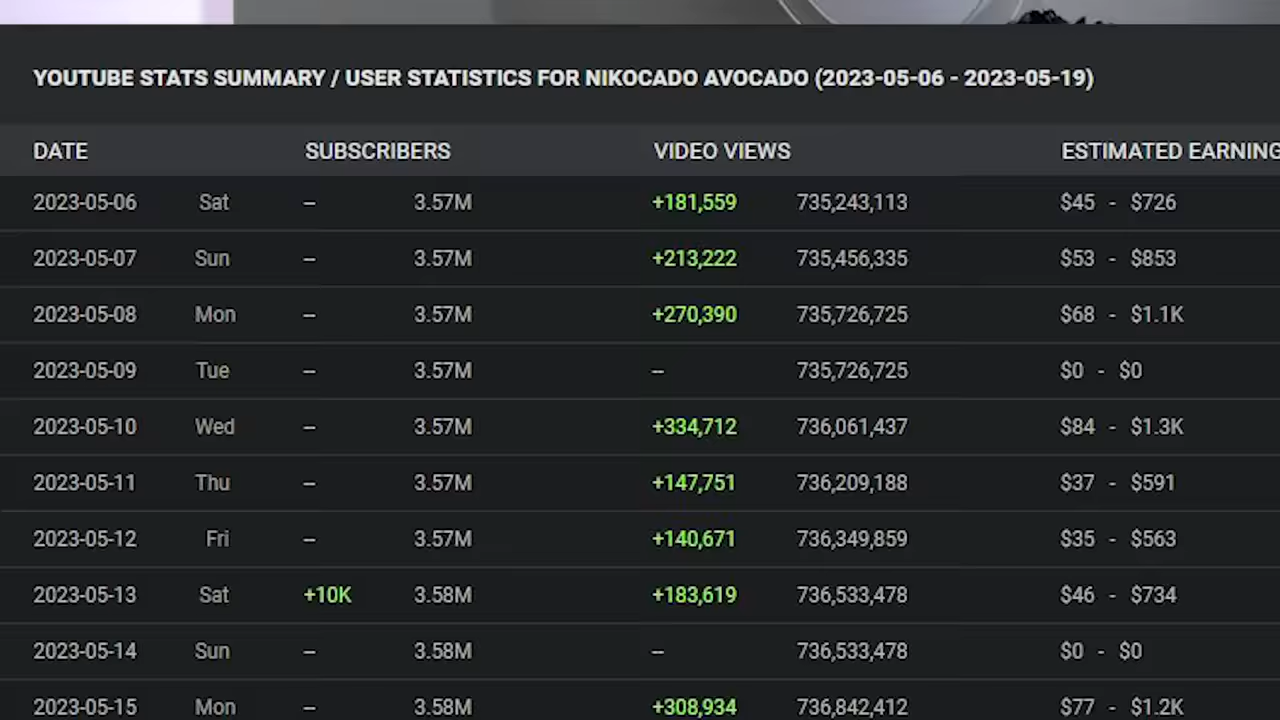 YOUTUBE STATS SUMMARY / USER STATISTICS FOR NIKOCADO AVOCADO (2023-05-06 - 2023-05-19)
DATE SUBSCRIBERS VIDEO VIEWS ESTIMATED EARNING
2023-05-06 Sat -- 3.57M +181,559 735,243,113 $45 - $726
2023-05-07 Sun -- 3.57M +213,222 735,456,335 $53 - $853
2023-05-08 Mon -- 3.57M +270,390 735,726,725 $68 - $1.1K
2023-05-09 Tue -- 3.57M -- 735,726,725 $0 - $0
2023-05-10 Wed -- 3.57M +334,712 736,061,437 $84 - $1.3K
2023-05-11 Thu -- 3.57M +147,751 736,209,188 $37 - $591
2023-05-12 Fri -- 3.57M +140,671 736,349,859 $35 - $563
2023-05-13 Sat +10K 3.58M +183,619 736,533,478 $46 - $734
2023-05-14 Sun -- 3.58M -- 736,533,478 $0 - $0
2023-05-15 Mon -- 3.58M +308,934 736,842,412 $77 - $1.2K